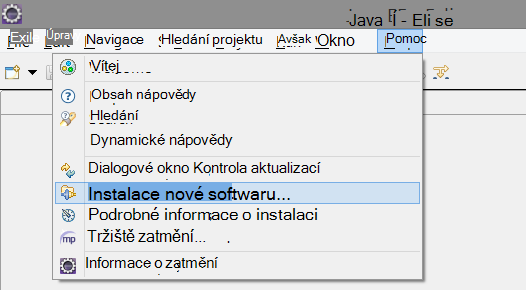 Java - Eli se
Exil Úprav Navigace Hledání projektu Avšak Okno Pomoc
Vítej
Obsah nápovědy
Hledání
Dynamické nápovědy
Dialogové okno Kontrola aktualizací
Instalace nové softwaru...
Podrobné informace o instalaci
Tržiště zatmění...
Informace o zatmění